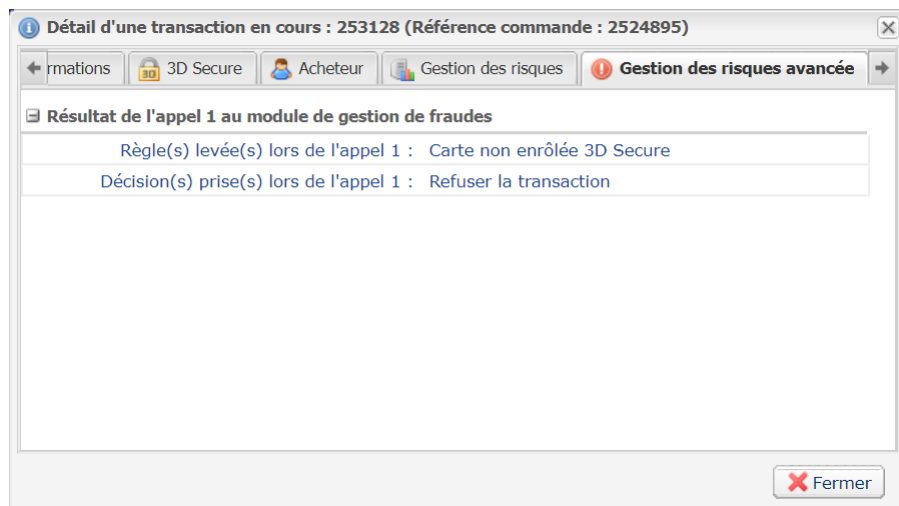 Détail d'une transaction en cours : 253128 (Référence commande : 2524895)
rmations 3D Secure Acheteur Gestion des risques Gestion des risques avancée
Résultat de l'appel 1 au module de gestion de fraudes
Règle(s) levée(s) lors de l'appel 1 : Carte non enrôlée 3D Secure
Décision(s) prise(s) lors de l'appel 1 : Refuser la transaction
Fermer